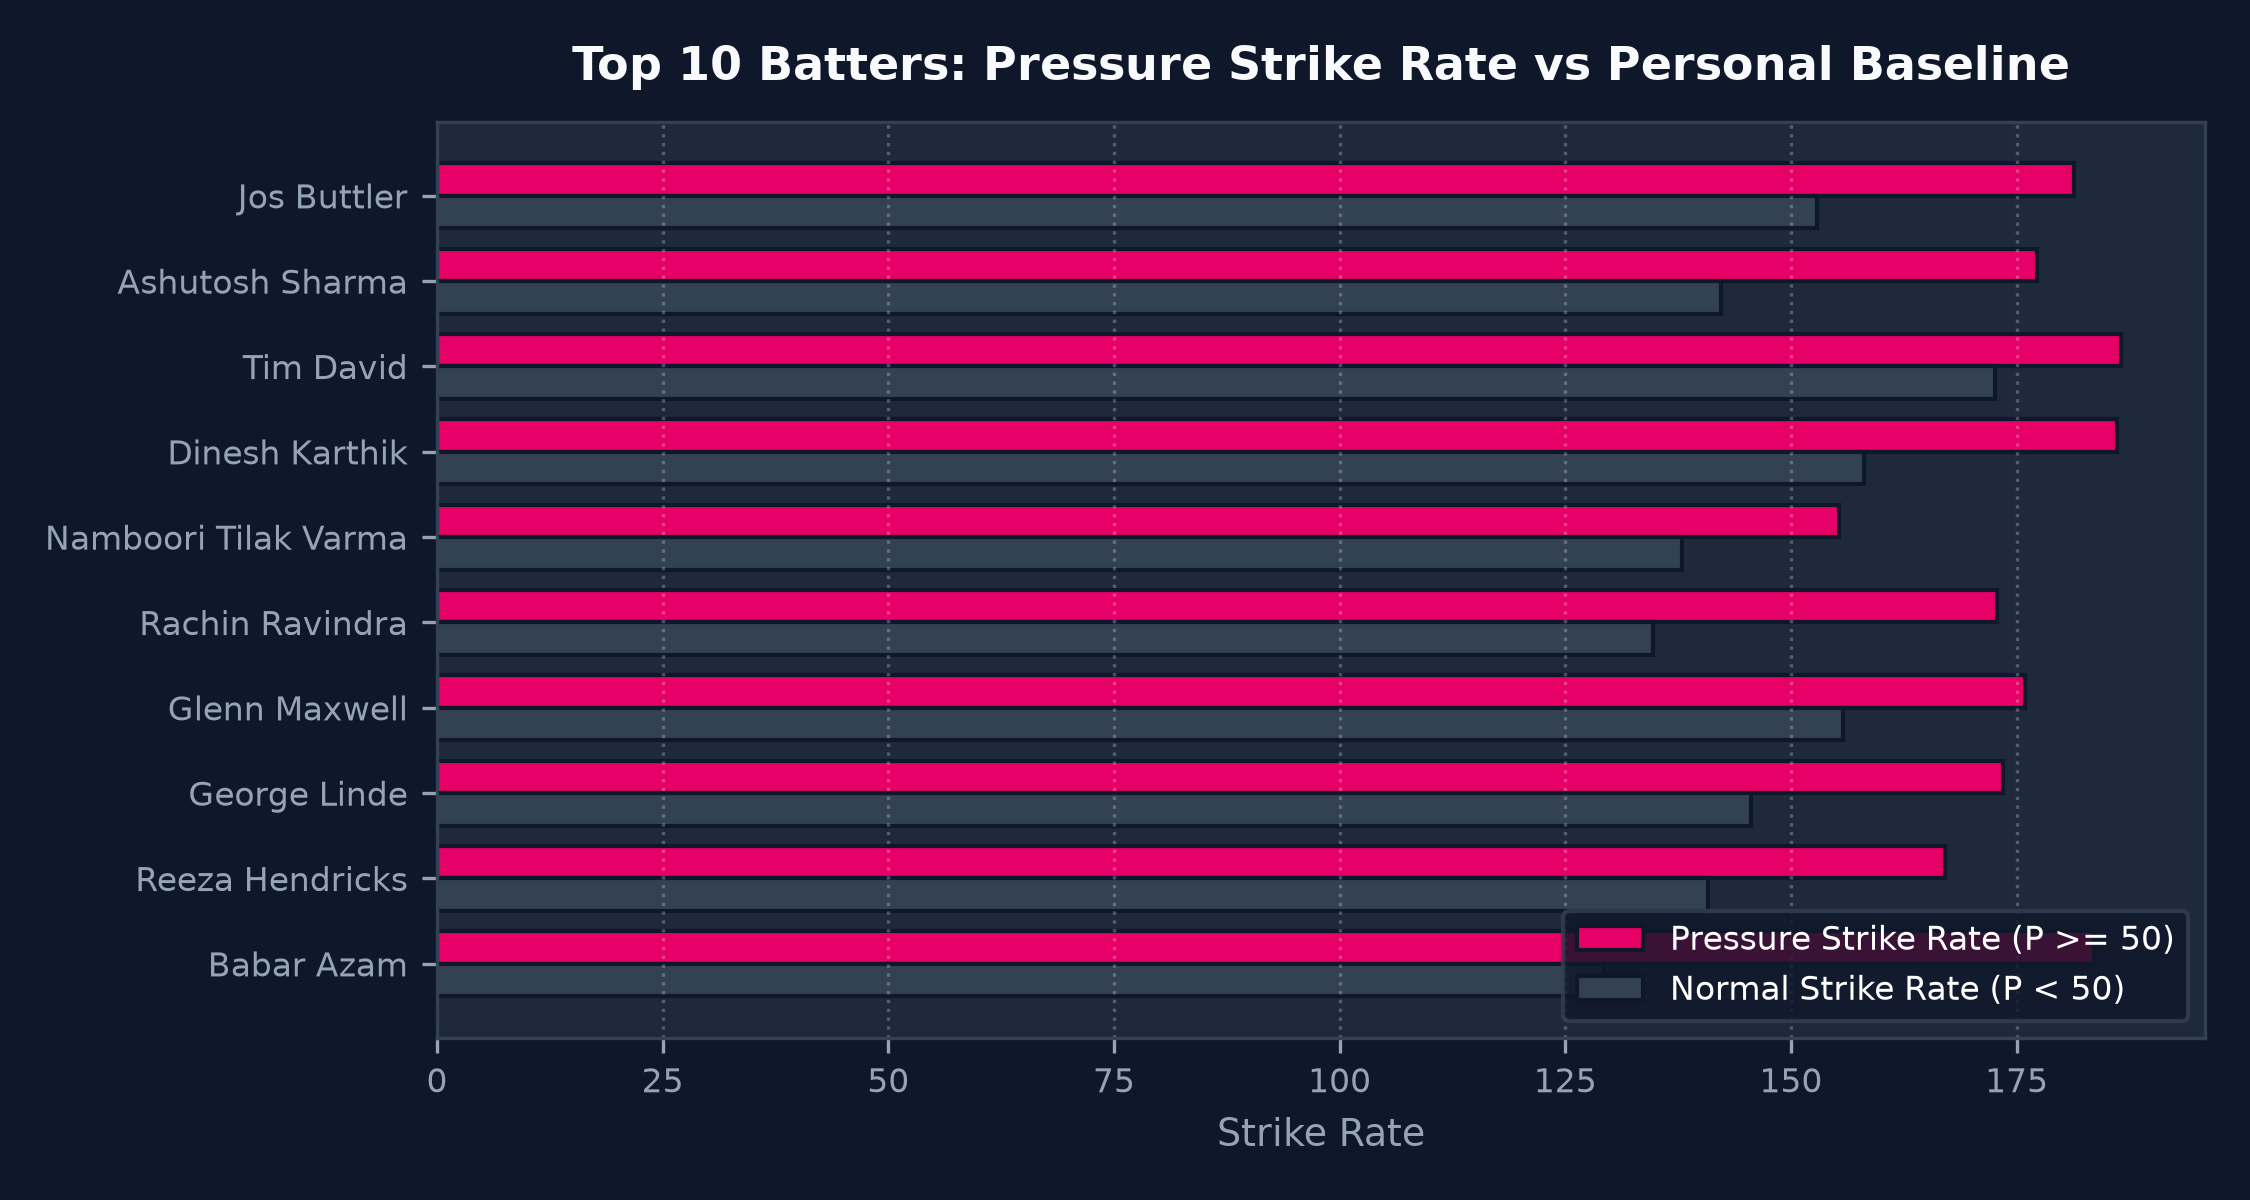 Top 10 Batters: Pressure Strike Rate vs Personal Baseline
Jos Buttler
Ashutosh Sharma
Tim David
Dinesh Karthik
Namboori Tilak Varma
Rachin Ravindra
Glenn Maxwell
George Linde
Reeza Hendricks
Babar Azam
Pressure Strike Rate (P >= 50)
Normal Strike Rate (P < 50)
0 25 50 75 100 125 150 175
Strike Rate